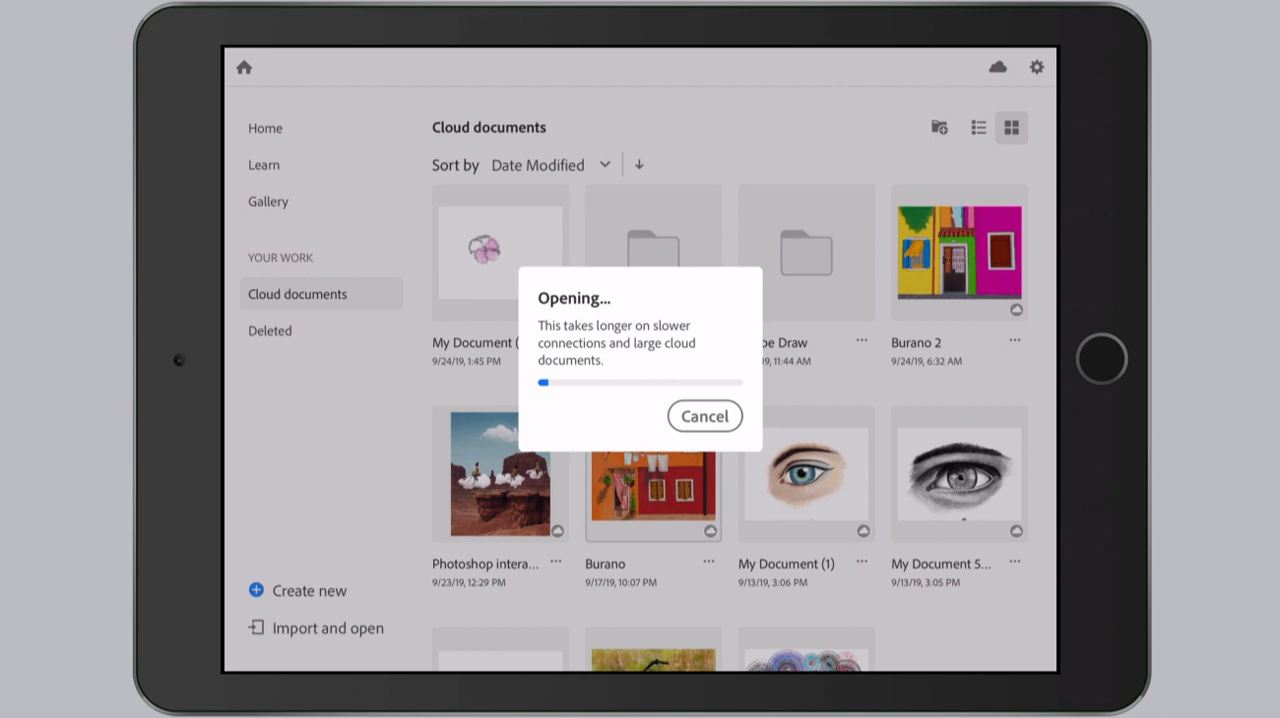 Home
Learn
Gallery
YOUR WORK
Cloud documents
Deleted
Create new
Import and open
Cloud documents
Sort by Date Modified
My Document (
9/24/19, 1:45 PM
be Draw
19, 11:44 AM
Burano 2
9/24/19, 6:32 AM
Opening...
This takes longer on slower
connections and large cloud
documents.
Cancel
Photoshop intera...
9/23/19, 12:29 PM
Burano
9/17/19, 10:07 PM
My Document (1)
9/13/19, 3:06 PM
My Document 5...
9/13/19, 3:05 PM